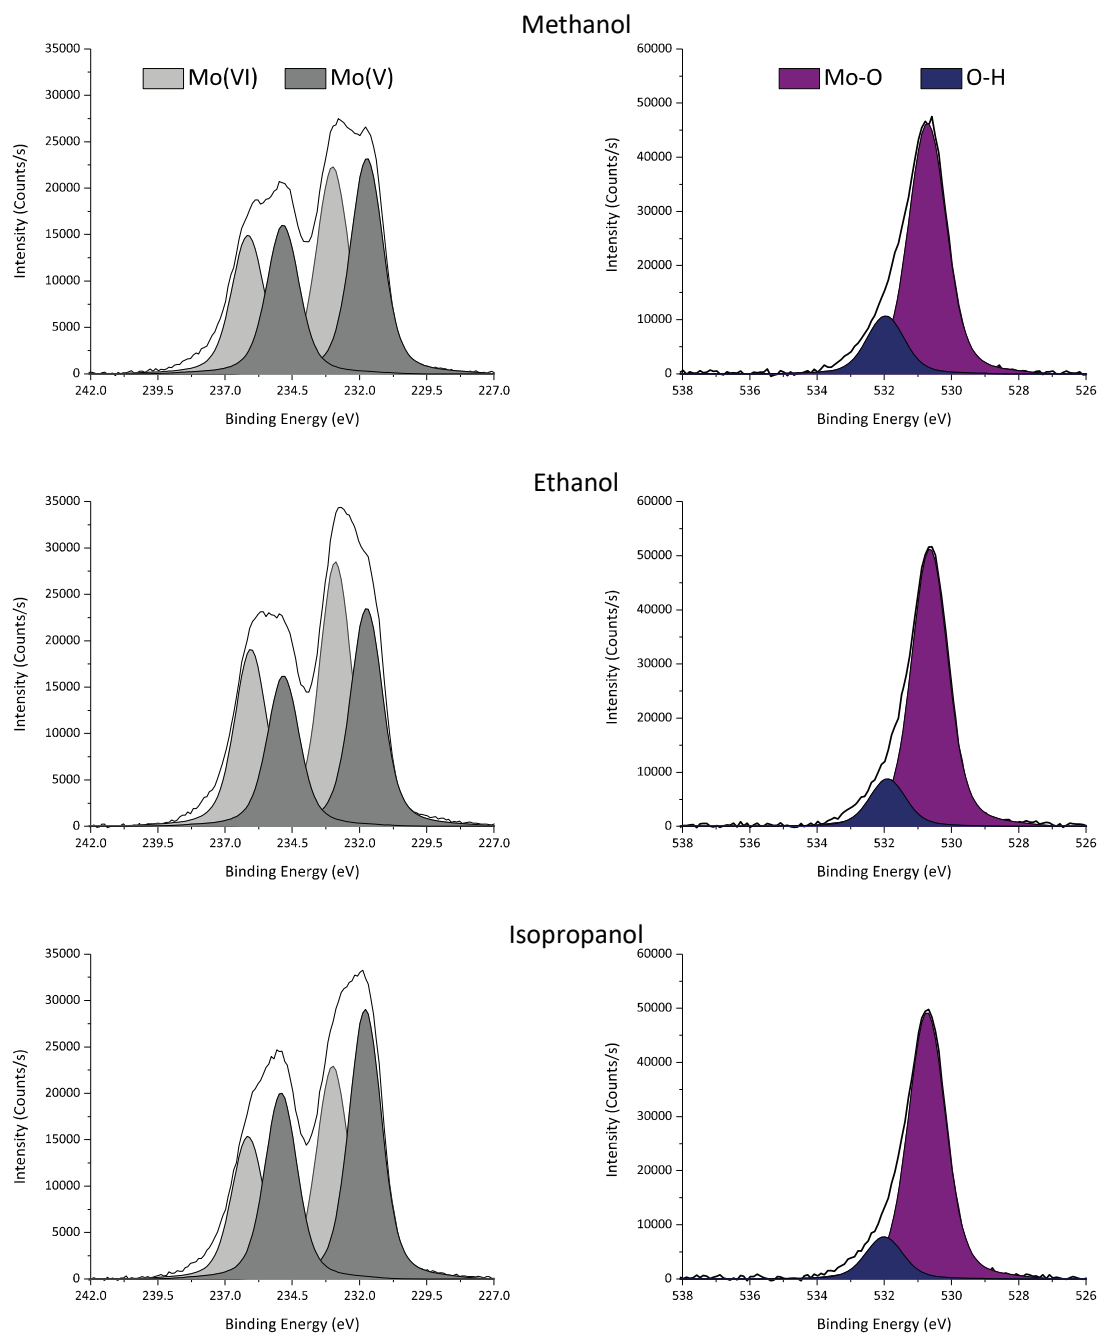 Methanol
Mo(VI) Mo(V)
35000
30000
25000
20000
15000
10000
5000
0
242.0 239.5 237.0 234.5 232.0 229.5 227.0
Intensity (Counts/s)
Binding Energy (eV)
Mo-O O-H
60000
50000
40000
30000
20000
10000
0
538 536 534 532 530 528 526
Intensity (Counts/s)
Binding Energy (eV)
Ethanol
35000
30000
25000
20000
15000
10000
5000
0
242.0 239.5 237.0 234.5 232.0 229.5 227.0
Intensity (Counts/s)
Binding Energy (eV)
60000
50000
40000
30000
20000
10000
0
538 536 534 532 530 528 526
Intensity (Counts/s)
Binding Energy (eV)
Isopropanol
35000
30000
25000
20000
15000
10000
5000
0
242.0 239.5 237.0 234.5 232.0 229.5 227.0
Intensity (Counts/s)
Binding Energy (eV)
60000
50000
40000
30000
20000
10000
0
538 536 534 532 530 528 526
Intensity (Counts/s)
Binding Energy (eV)